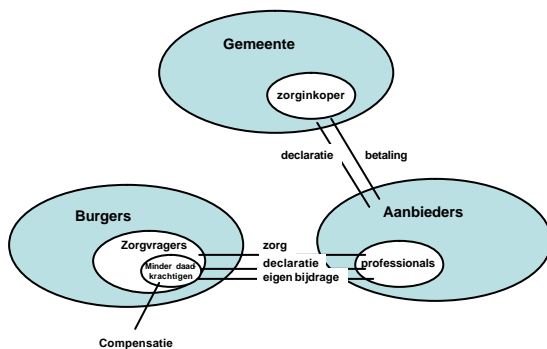 Gemeente
zorginkoper
declaratie
betaling
Burgers
Aanbieders
Zorgvragers
zorg
Minder daad
krachtigen
declaratie
professionals
eigen bijdrage
Compensatie